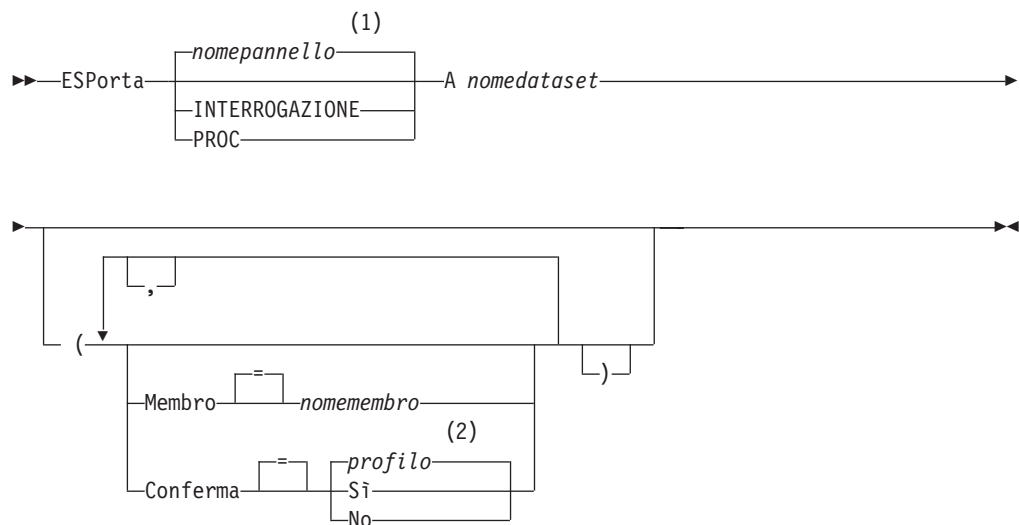 (1)
nomepannello
ESPorta A nomedataset
INTERROGAZIONE
PROC
,
(
)
=
Membro nomemembro
(2)
= profilo
Conferma Sì
No